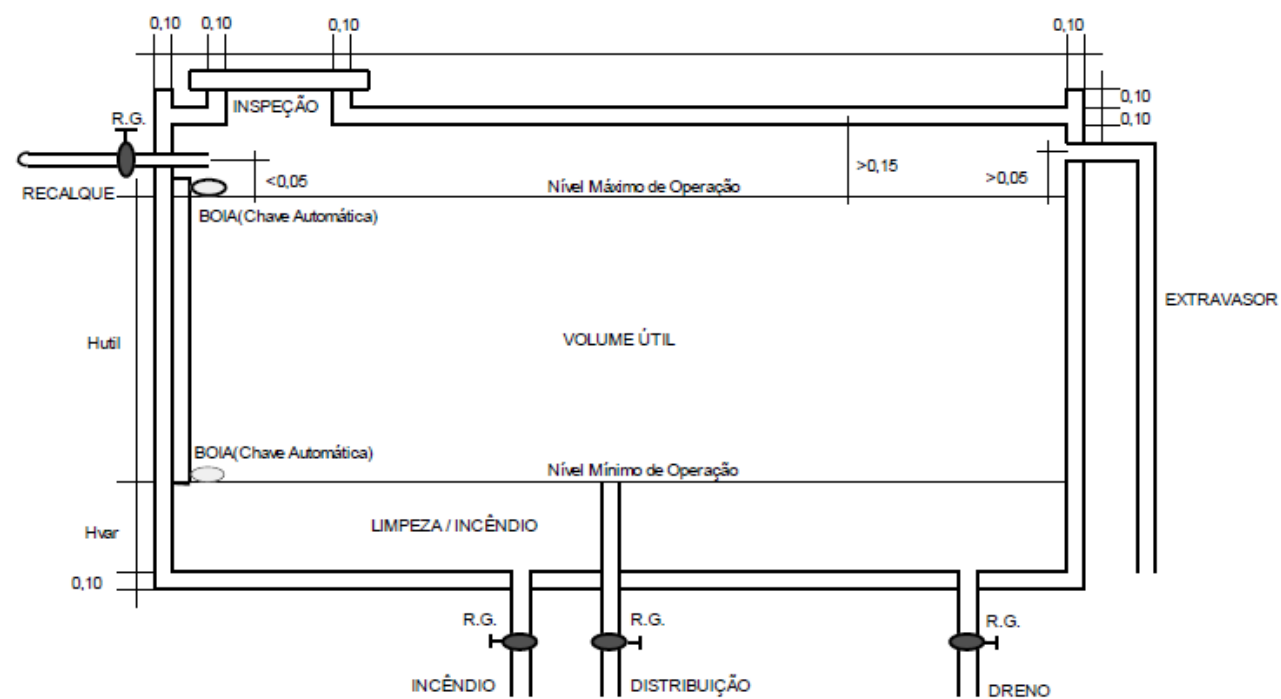 0,10 0,10 0,10 0,10
INSPEÇÃO
0,10
0,10
R.G.
RECALQUE
<0,05
Nível Máximo de Operação
>0,15
>0,05
BOIA(Chave Automática)
EXTRAVASOR
Hutil
VOLUME ÚTIL
BOIA(Chave Automática)
Nível Mínimo de Operação
Hvar
LIMPEZA / INCÊNDIO
0,10
R.G. R.G. R.G.
INCÊNDIO DISTRIBUIÇÃO DRENO